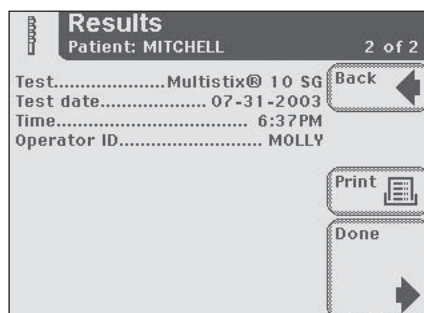 Results
Patient: MITCHELL 2 of 2
Test....................Multistix® 10 SG
Test date................... 07-31-2003
Time.................................. 6:37PM
Operator ID.......................... MOLLY
Back
Print
Done